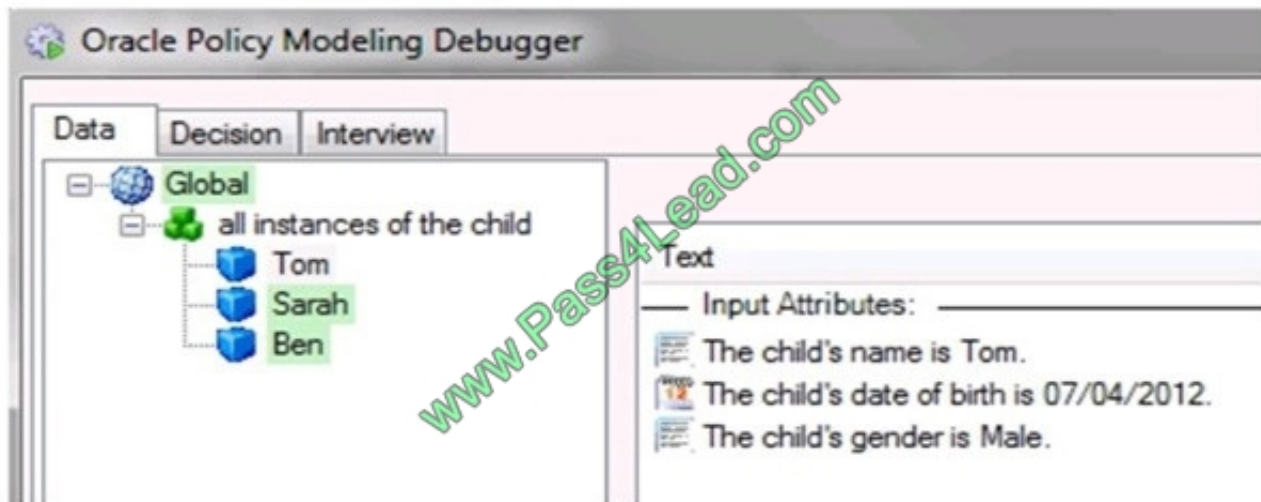 Oracle Policy Modeling Debugger
Data Decision Interview
Global
all instances of the child
Tom
Sarah
Ben
Text
Input Attributes:
The child's name is Tom.
The child's date of birth is 07/04/2012.
The child's gender is Male.
www.Pass4Lead.com